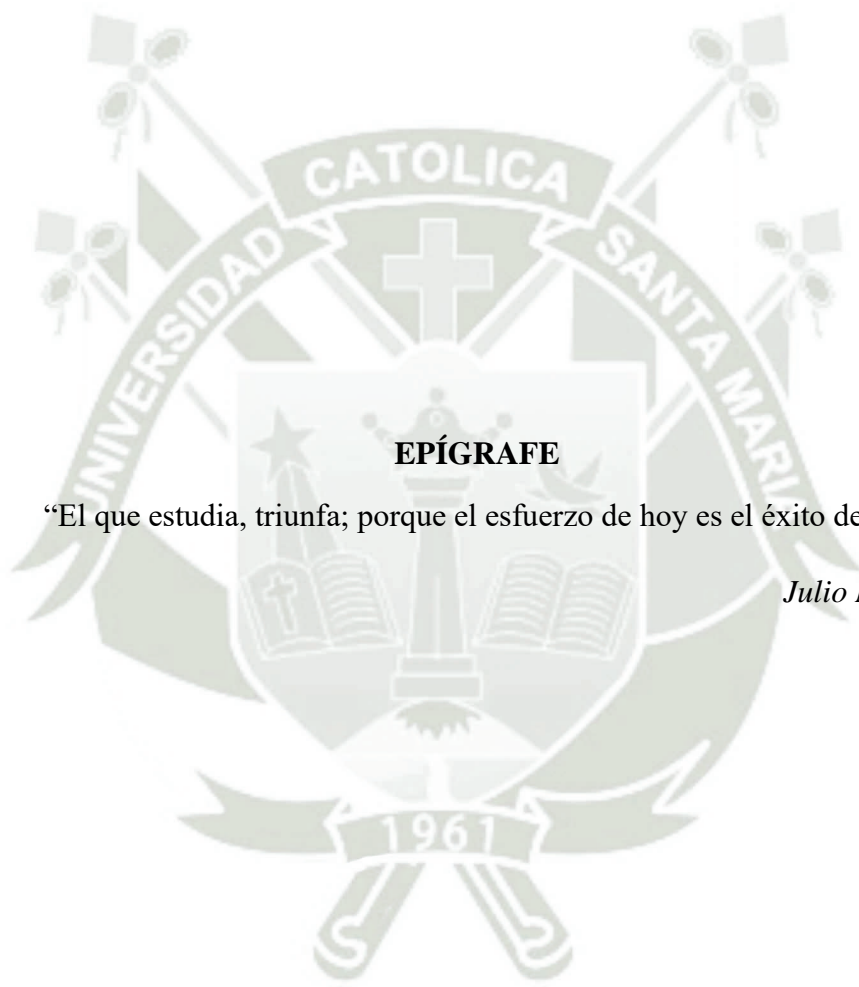 UNIVERSIDAD CATOLICA SANTA MARIA
EPÍGRAFE
“El que estudia, triunfa; porque el esfuerzo de hoy es el éxito de
Julio
1961